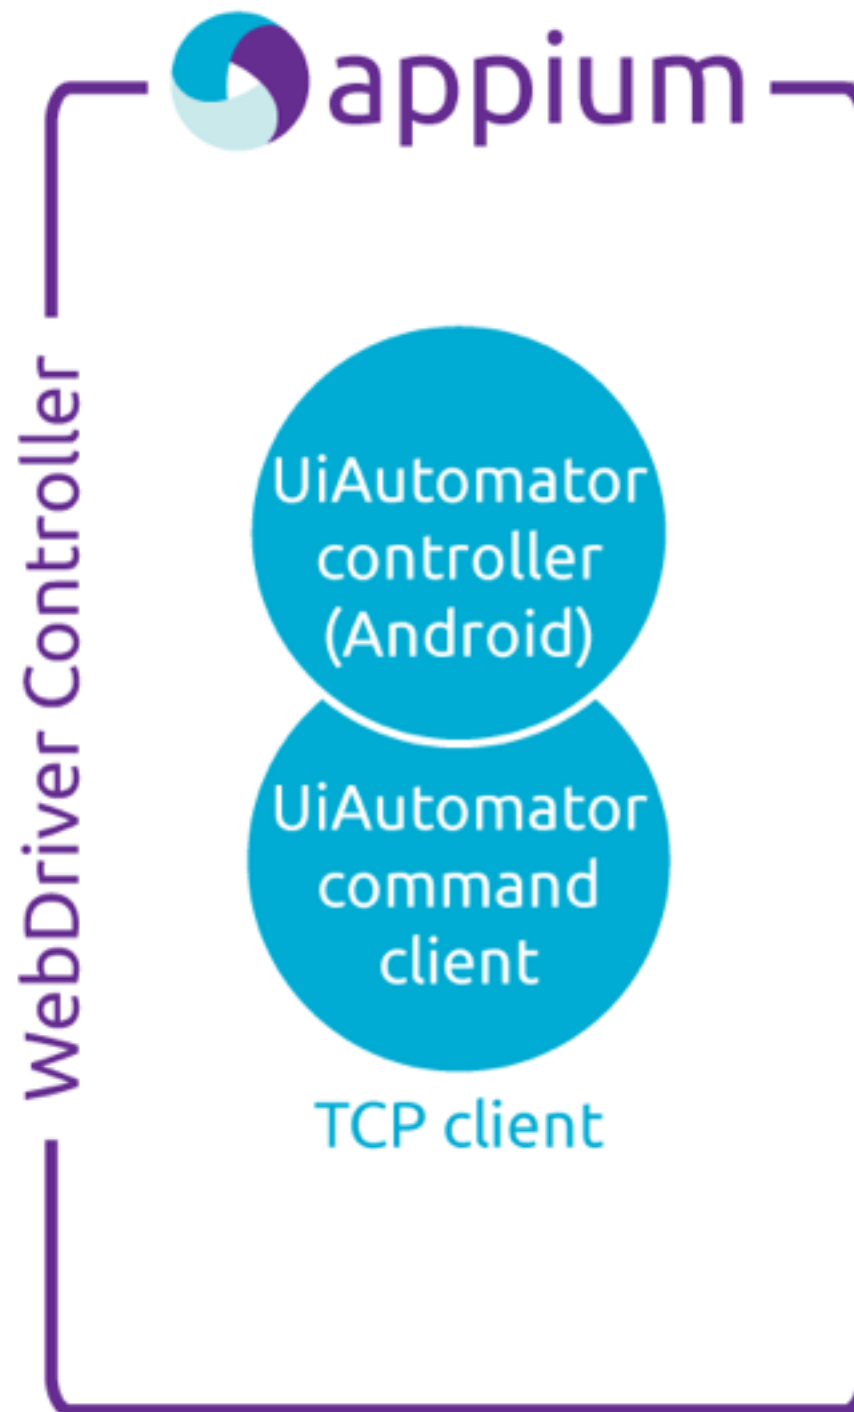 appium
WebDriver Controller
UiAutomator
controller
(Android)
UiAutomator
command
client
TCP client